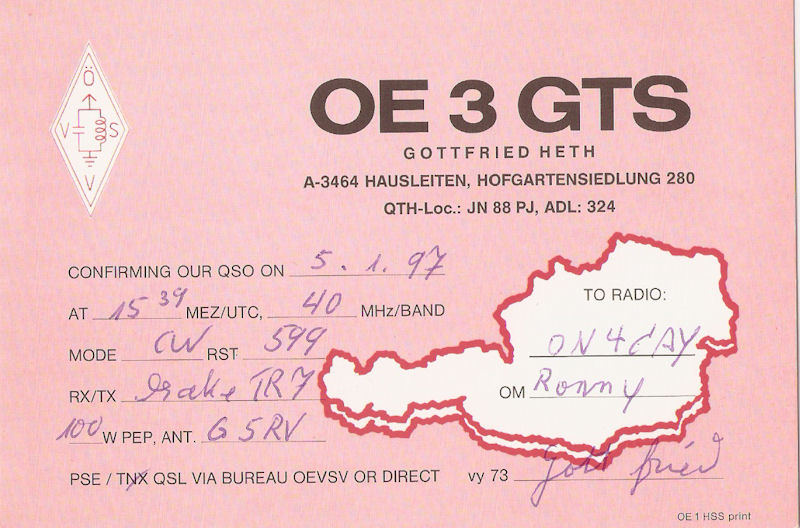 Ö
V S
V
OE 3 GTS
GOTTFRIED HETH
A-3464 HAUSLEITEN, HOFGARTENSIEDLUNG 280
QTH-Loc.: JN 88 PJ, ADL: 324
CONFIRMING OUR QSO ON 5. 1. 97
AT 15 39 MEZ/UTC, 40 MHz/BAND
MODE CW RST 599
RX/TX Drake TR7
100 W PEP, ANT. G5RV
PSE / TNX QSL VIA BUREAU OEVSV OR DIRECT vy 73 Gottfried
TO RADIO:
ON4CAY
OM Ronny
OE 1 HSS print